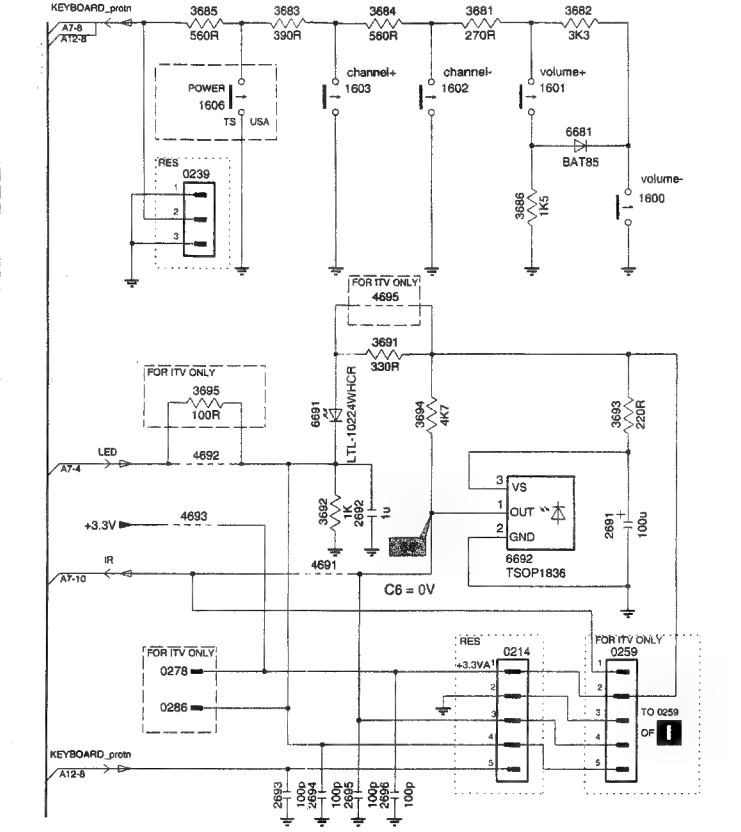 KEYBOARD_protn
A7-8
A12-8
3685
560R
3683
390R
3684
560R
3681
270R
3682
3K3
POWER
1606
TS USA
channel+
1603
channel-
1602
volume+
1601
6681
BAT85
3686
1K5
volume-
1600
RES
0239
1
2
3
FOR ITV ONLY
4695
3691
330R
FOR ITV ONLY
3695
100R
6691
LTL-10224WHCR
3694
4K7
3693
220R
LED
A7-4
4692
3692
1K
2692
1u
3 VS
1 OUT
2 GND
6692
TSOP1836
2691
100u
+3.3V
4693
IR
A7-10
4691
C6 = 0V
FOR ITV ONLY
0278
0286
RES
0214
+3.3VA
1
2
3
4
5
FOR ITV ONLY
0259
1
2
3
4
5
TO 0259
OF I
KEYBOARD_protn
A12-8
2693
100p
2694
100p
2695
100p
2696
100p